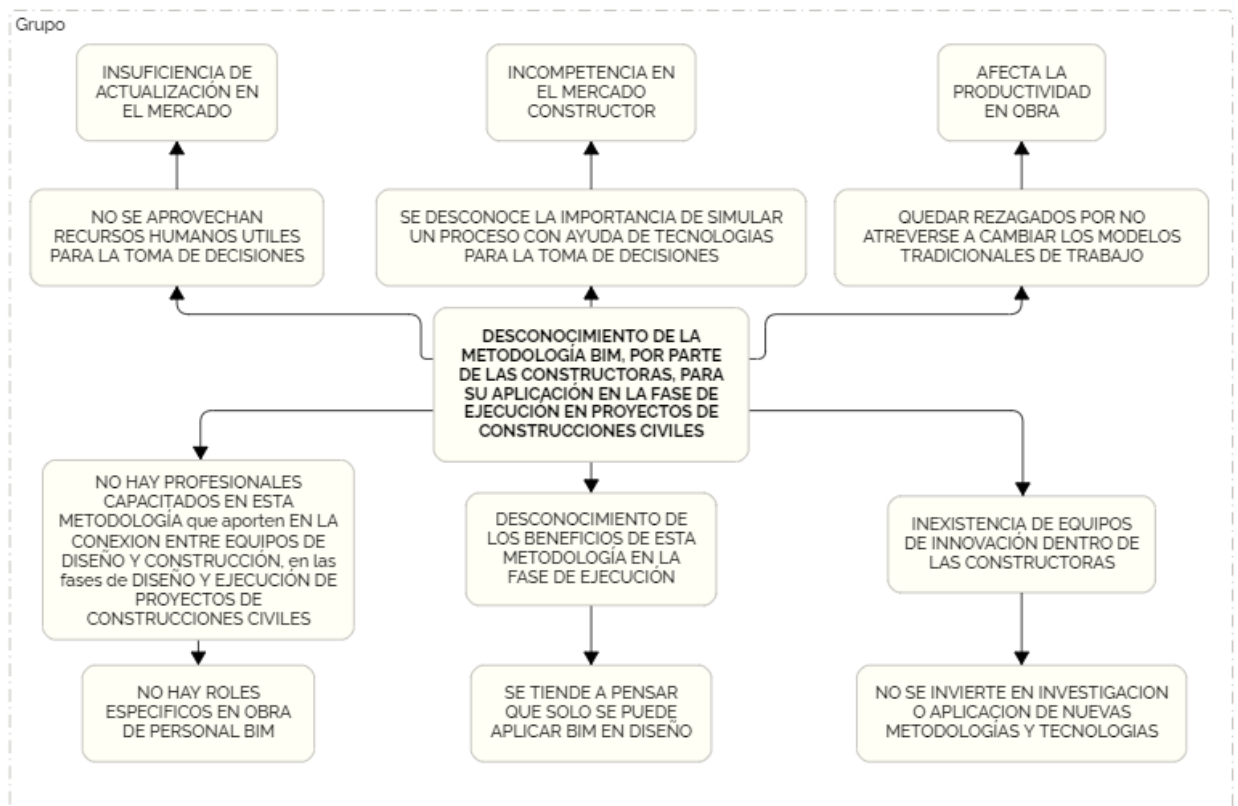 Grupo
INSUFICIENCIA DE
ACTUALIZACIÓN EN
EL MERCADO
INCOMPETENCIA EN
EL MERCADO
CONSTRUCTOR
AFECTA LA
PRODUCTIVIDAD
EN OBRA
NO SE APROVECHAN
RECURSOS HUMANOS UTILES
PARA LA TOMA DE DECISIONES
SE DESCONOCE LA IMPORTANCIA DE SIMULAR
UN PROCESO CON AYUDA DE TECNOLOGIAS
PARA LA TOMA DE DECISIONES
QUEDAR REZAGADOS POR NO
ATREVERSE A CAMBIAR LOS MODELOS
TRADICIONALES DE TRABAJO
DESCONOCIMIENTO DE LA
METODOLOGÍA BIM, POR PARTE
DE LAS CONSTRUCTORAS, PARA
SU APLICACIÓN EN LA FASE DE
EJECUCIÓN EN PROYECTOS DE
CONSTRUCCIONES CIVILES
NO HAY PROFESIONALES
CAPACITADOS EN ESTA
METODOLOGÍA que aporten EN LA
CONEXION ENTRE EQUIPOS DE
DISEÑO Y CONSTRUCCIÓN, en las
fases de DISEÑO Y EJECUCIÓN DE
PROYECTOS DE
CONSTRUCCIONES CIVILES
DESCONOCIMIENTO DE
LOS BENEFICIOS DE ESTA
METODOLOGÍA EN LA
FASE DE EJECUCIÓN
INEXISTENCIA DE EQUIPOS
DE INNOVACIÓN DENTRO DE
LAS CONSTRUCTORAS
NO HAY ROLES
ESPECIFICOS EN OBRA
DE PERSONAL BIM
SE TIENDE A PENSAR
QUE SOLO SE PUEDE
APLICAR BIM EN DISEÑO
NO SE INVIERTE EN INVESTIGACION
O APLICACION DE NUEVAS
METODOLOGÍAS Y TECNOLOGIAS